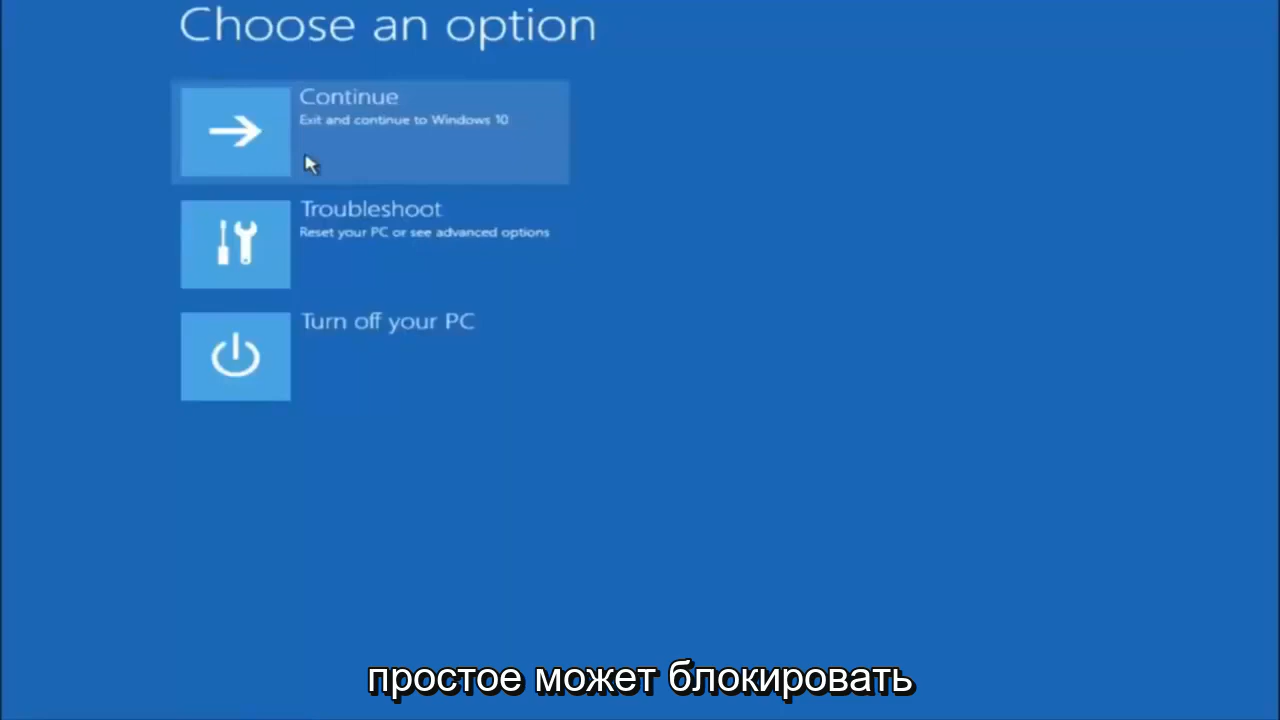 Choose an option
Continue
Exit and continue to Windows 10
Troubleshoot
Reset your PC or see advanced options
Turn off your PC
простое может блокировать